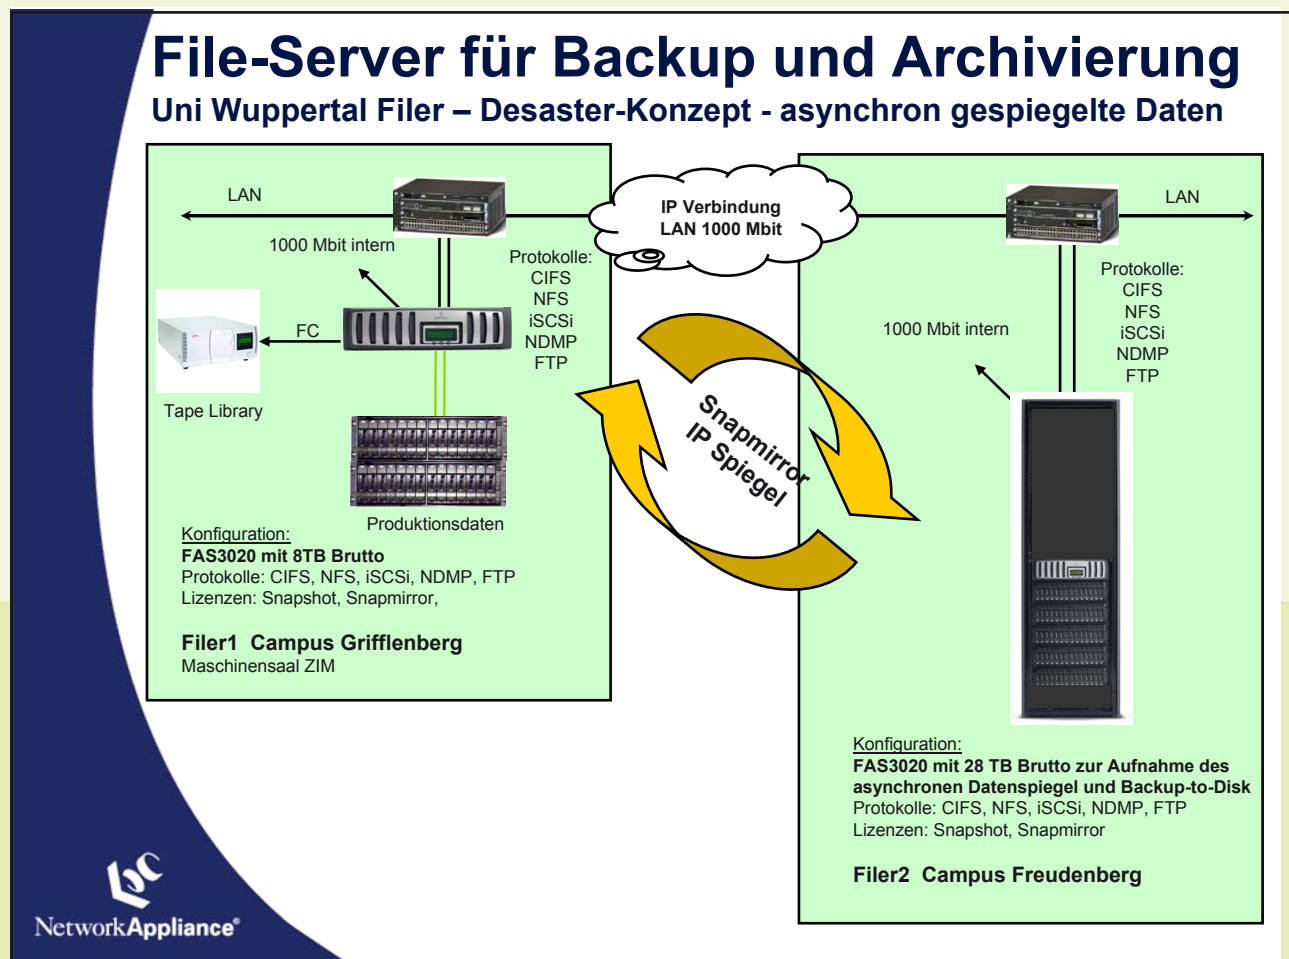 File-Server für Backup und Archivierung
Uni Wuppertal Filer – Desaster-Konzept - asynchron gespiegelte Daten
LAN
1000 Mbit intern
Protokolle:
CIFS
NFS
iSCSi
NDMP
FTP
FC
Tape Library
Produktionsdaten
Konfiguration:
FAS3020 mit 8TB Brutto
Protokolle: CIFS, NFS, iSCSi, NDMP, FTP
Lizenzen: Snapshot, Snapmirror,
Filer1 Campus Grifflenberg
Maschinensaal ZIM
IP Verbindung
LAN 1000 Mbit
Snapmirror
IP Spiegel
LAN
Protokolle:
CIFS
NFS
iSCSi
NDMP
FTP
1000 Mbit intern
Konfiguration:
FAS3020 mit 28 TB Brutto zur Aufnahme des
asynchronen Datenspiegel und Backup-to-Disk
Protokolle: CIFS, NFS, iSCSi, NDMP, FTP
Lizenzen: Snapshot, Snapmirror
Filer2 Campus Freudenberg
NetworkAppliance®